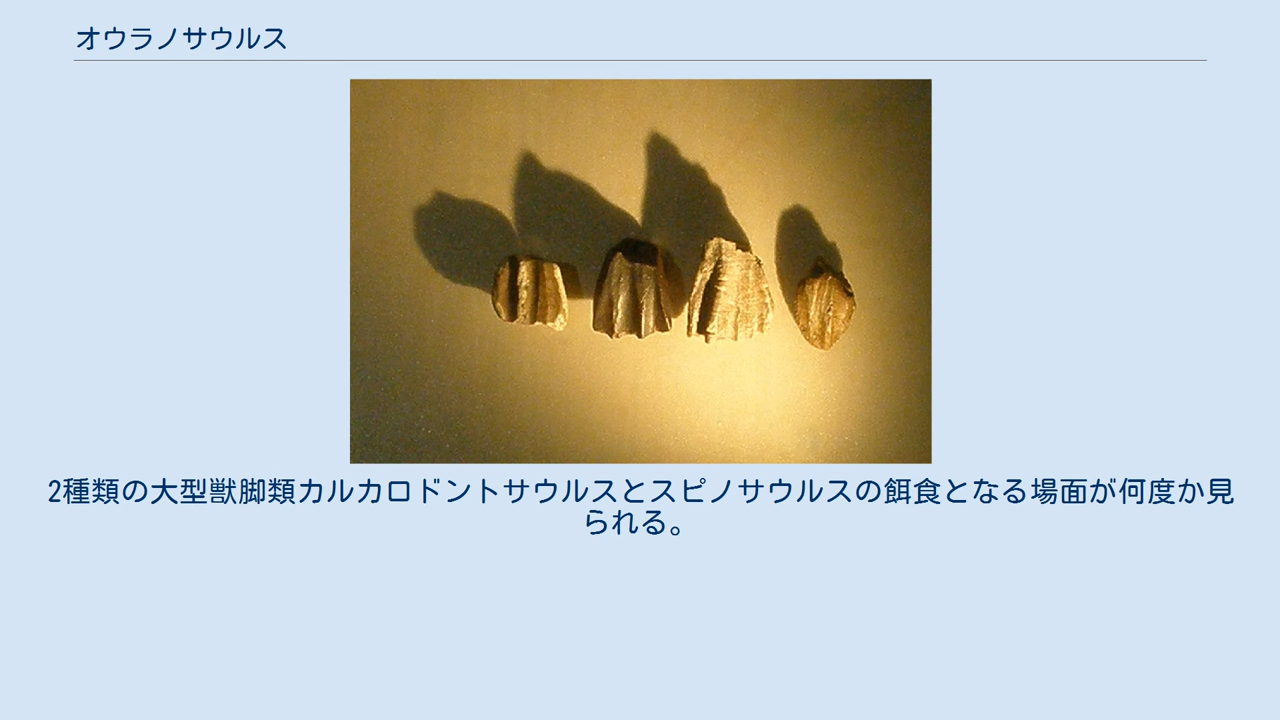 オウラノサウルス
2種類の大型獣脚類カルカロドントサウルスとスピノサウルスの餌食となる場面が何度か見
られる。